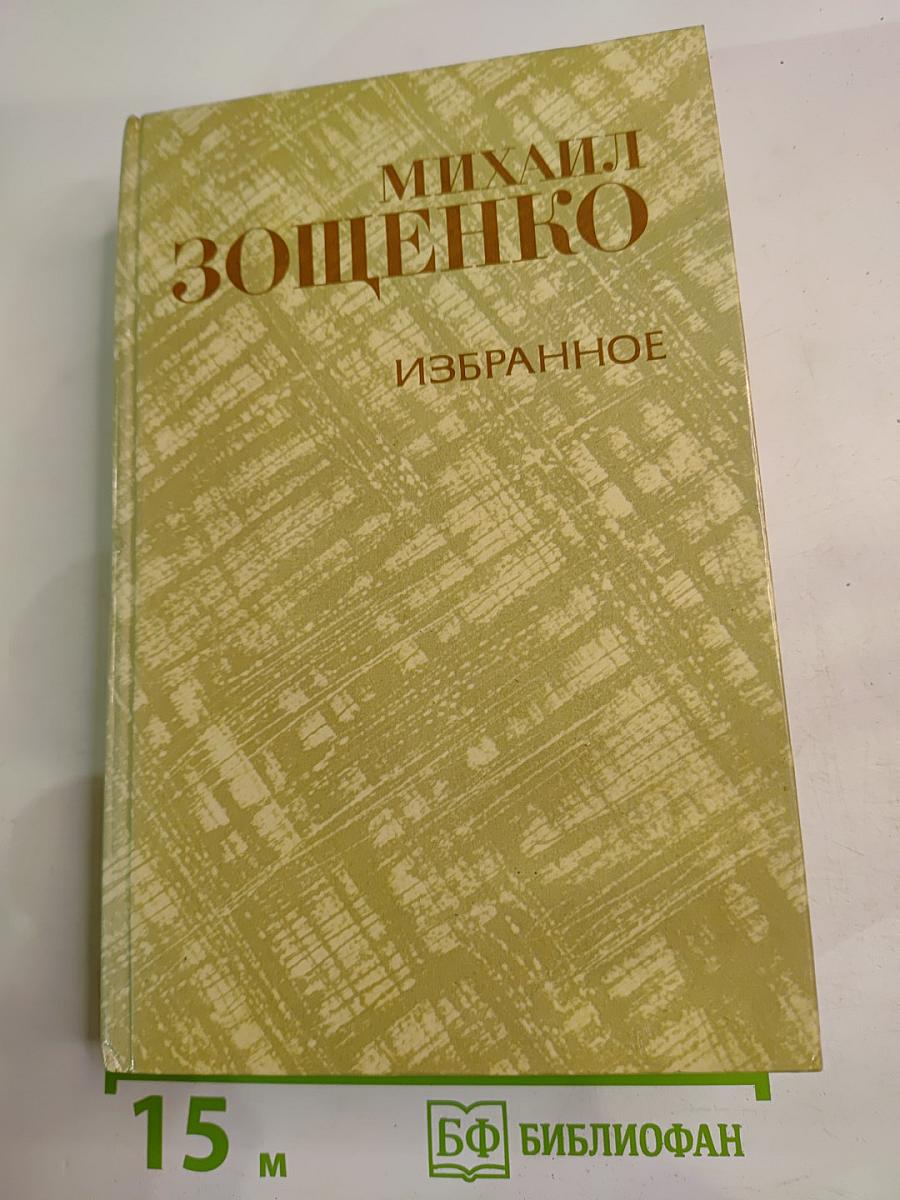 МИХАИЛ
ЗОЩЕНКО
ИЗБРАННОЕ
15 м
БФ БИБЛИОФАН